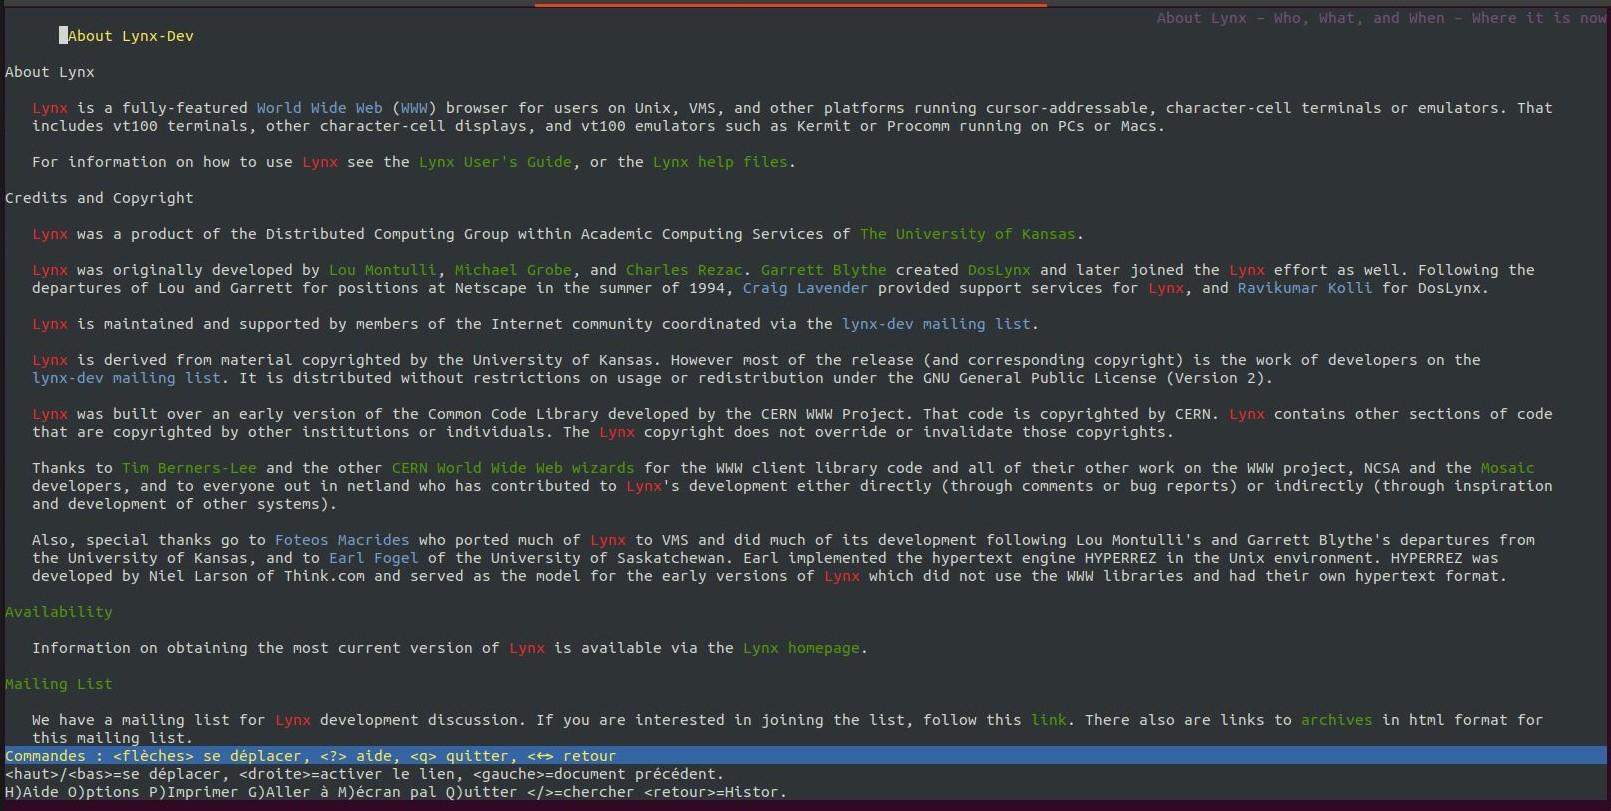 About Lynx – Who, What, and When – Where it is now
About Lynx-Dev
About Lynx
Lynx is a fully-featured World Wide Web (WWW) browser for users on Unix, VMS, and other platforms running cursor-addressable, character-cell terminals or emulators. That
includes vt100 terminals, other character-cell displays, and vt100 emulators such as Kermit or Procomm running on PCs or Macs.
For information on how to use Lynx see the Lynx User's Guide, or the Lynx help files.
Credits and Copyright
Lynx was a product of the Distributed Computing Group within Academic Computing Services of The University of Kansas.
Lynx was originally developed by Lou Montulli, Michael Grobe, and Charles Rezac. Garrett Blythe created DosLynx and later joined the Lynx effort as well. Following the
departures of Lou and Garrett for positions at Netscape in the summer of 1994, Craig Lavender provided support services for Lynx, and Ravikumar Kolli for DosLynx.
Lynx is maintained and supported by members of the Internet community coordinated via the lynx-dev mailing list.
Lynx is derived from material copyrighted by the University of Kansas. However most of the release (and corresponding copyright) is the work of developers on the
lynx-dev mailing list. It is distributed without restrictions on usage or redistribution under the GNU General Public License (Version 2).
Lynx was built over an early version of the Common Code Library developed by the CERN WWW Project. That code is copyrighted by CERN. Lynx contains other sections of code
that are copyrighted by other institutions or individuals. The Lynx copyright does not override or invalidate those copyrights.
Thanks to Tim Berners-Lee and the other CERN World Wide Web wizards for the WWW client library code and all of their other work on the WWW project, NCSA and the Mosaic
developers, and to everyone out in netland who has contributed to Lynx's development either directly (through comments or bug reports) or indirectly (through inspiration
and development of other systems).
Also, special thanks go to Foteos Macrides who ported much of Lynx to VMS and did much of its development following Lou Montulli's and Garrett Blythe's departures from
the University of Kansas, and to Earl Fogel of the University of Saskatchewan. Earl implemented the hypertext engine HYPERREZ in the Unix environment. HYPERREZ was
developed by Niel Larson of Think.com and served as the model for the early versions of Lynx which did not use the WWW libraries and had their own hypertext format.
Availability
Information on obtaining the most current version of Lynx is available via the Lynx homepage.
Mailing List
We have a mailing list for Lynx development discussion. If you are interested in joining the list, follow this link. There also are links to archives in html format for
this mailing list.
Commandes : <flèches> se déplacer, <?> aide, <q> quitter, <↔> retour
<haut>/<bas>=se déplacer, <droite>=activer le lien, <gauche>=document précédent.
H)Aide O)ptions P)Imprimer G)Aller à M)écran pal Q)uitter </>=chercher <retour>=Histor.